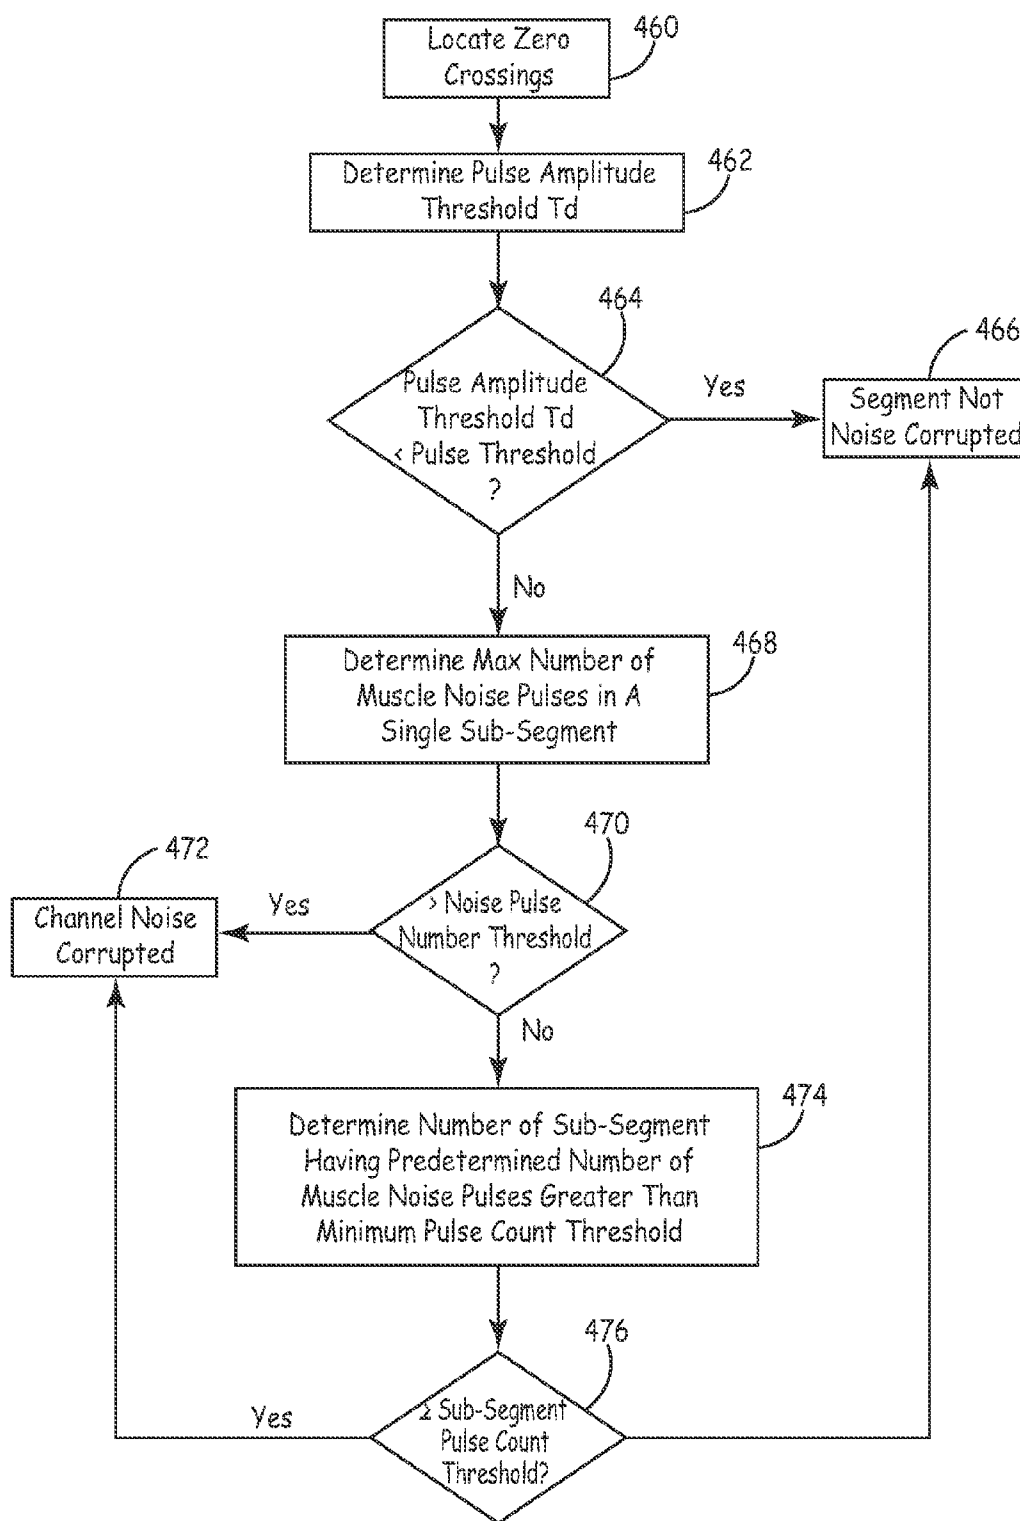 460
Locate Zero
Crossings
462
Determine Pulse Amplitude
Threshold Td
464
Pulse Amplitude
Threshold Td
< Pulse Threshold
?
Yes
466
Segment Not
Noise Corrupted
No
468
Determine Max Number of
Muscle Noise Pulses in A
Single Sub-Segment
470
> Noise Pulse
Number Threshold
?
Yes
472
Channel Noise
Corrupted
No
474
Determine Number of Sub-Segment
Having Predetermined Number of
Muscle Noise Pulses Greater Than
Minimum Pulse Count Threshold
476
≥ Sub-Segment
Pulse Count
Threshold?
Yes